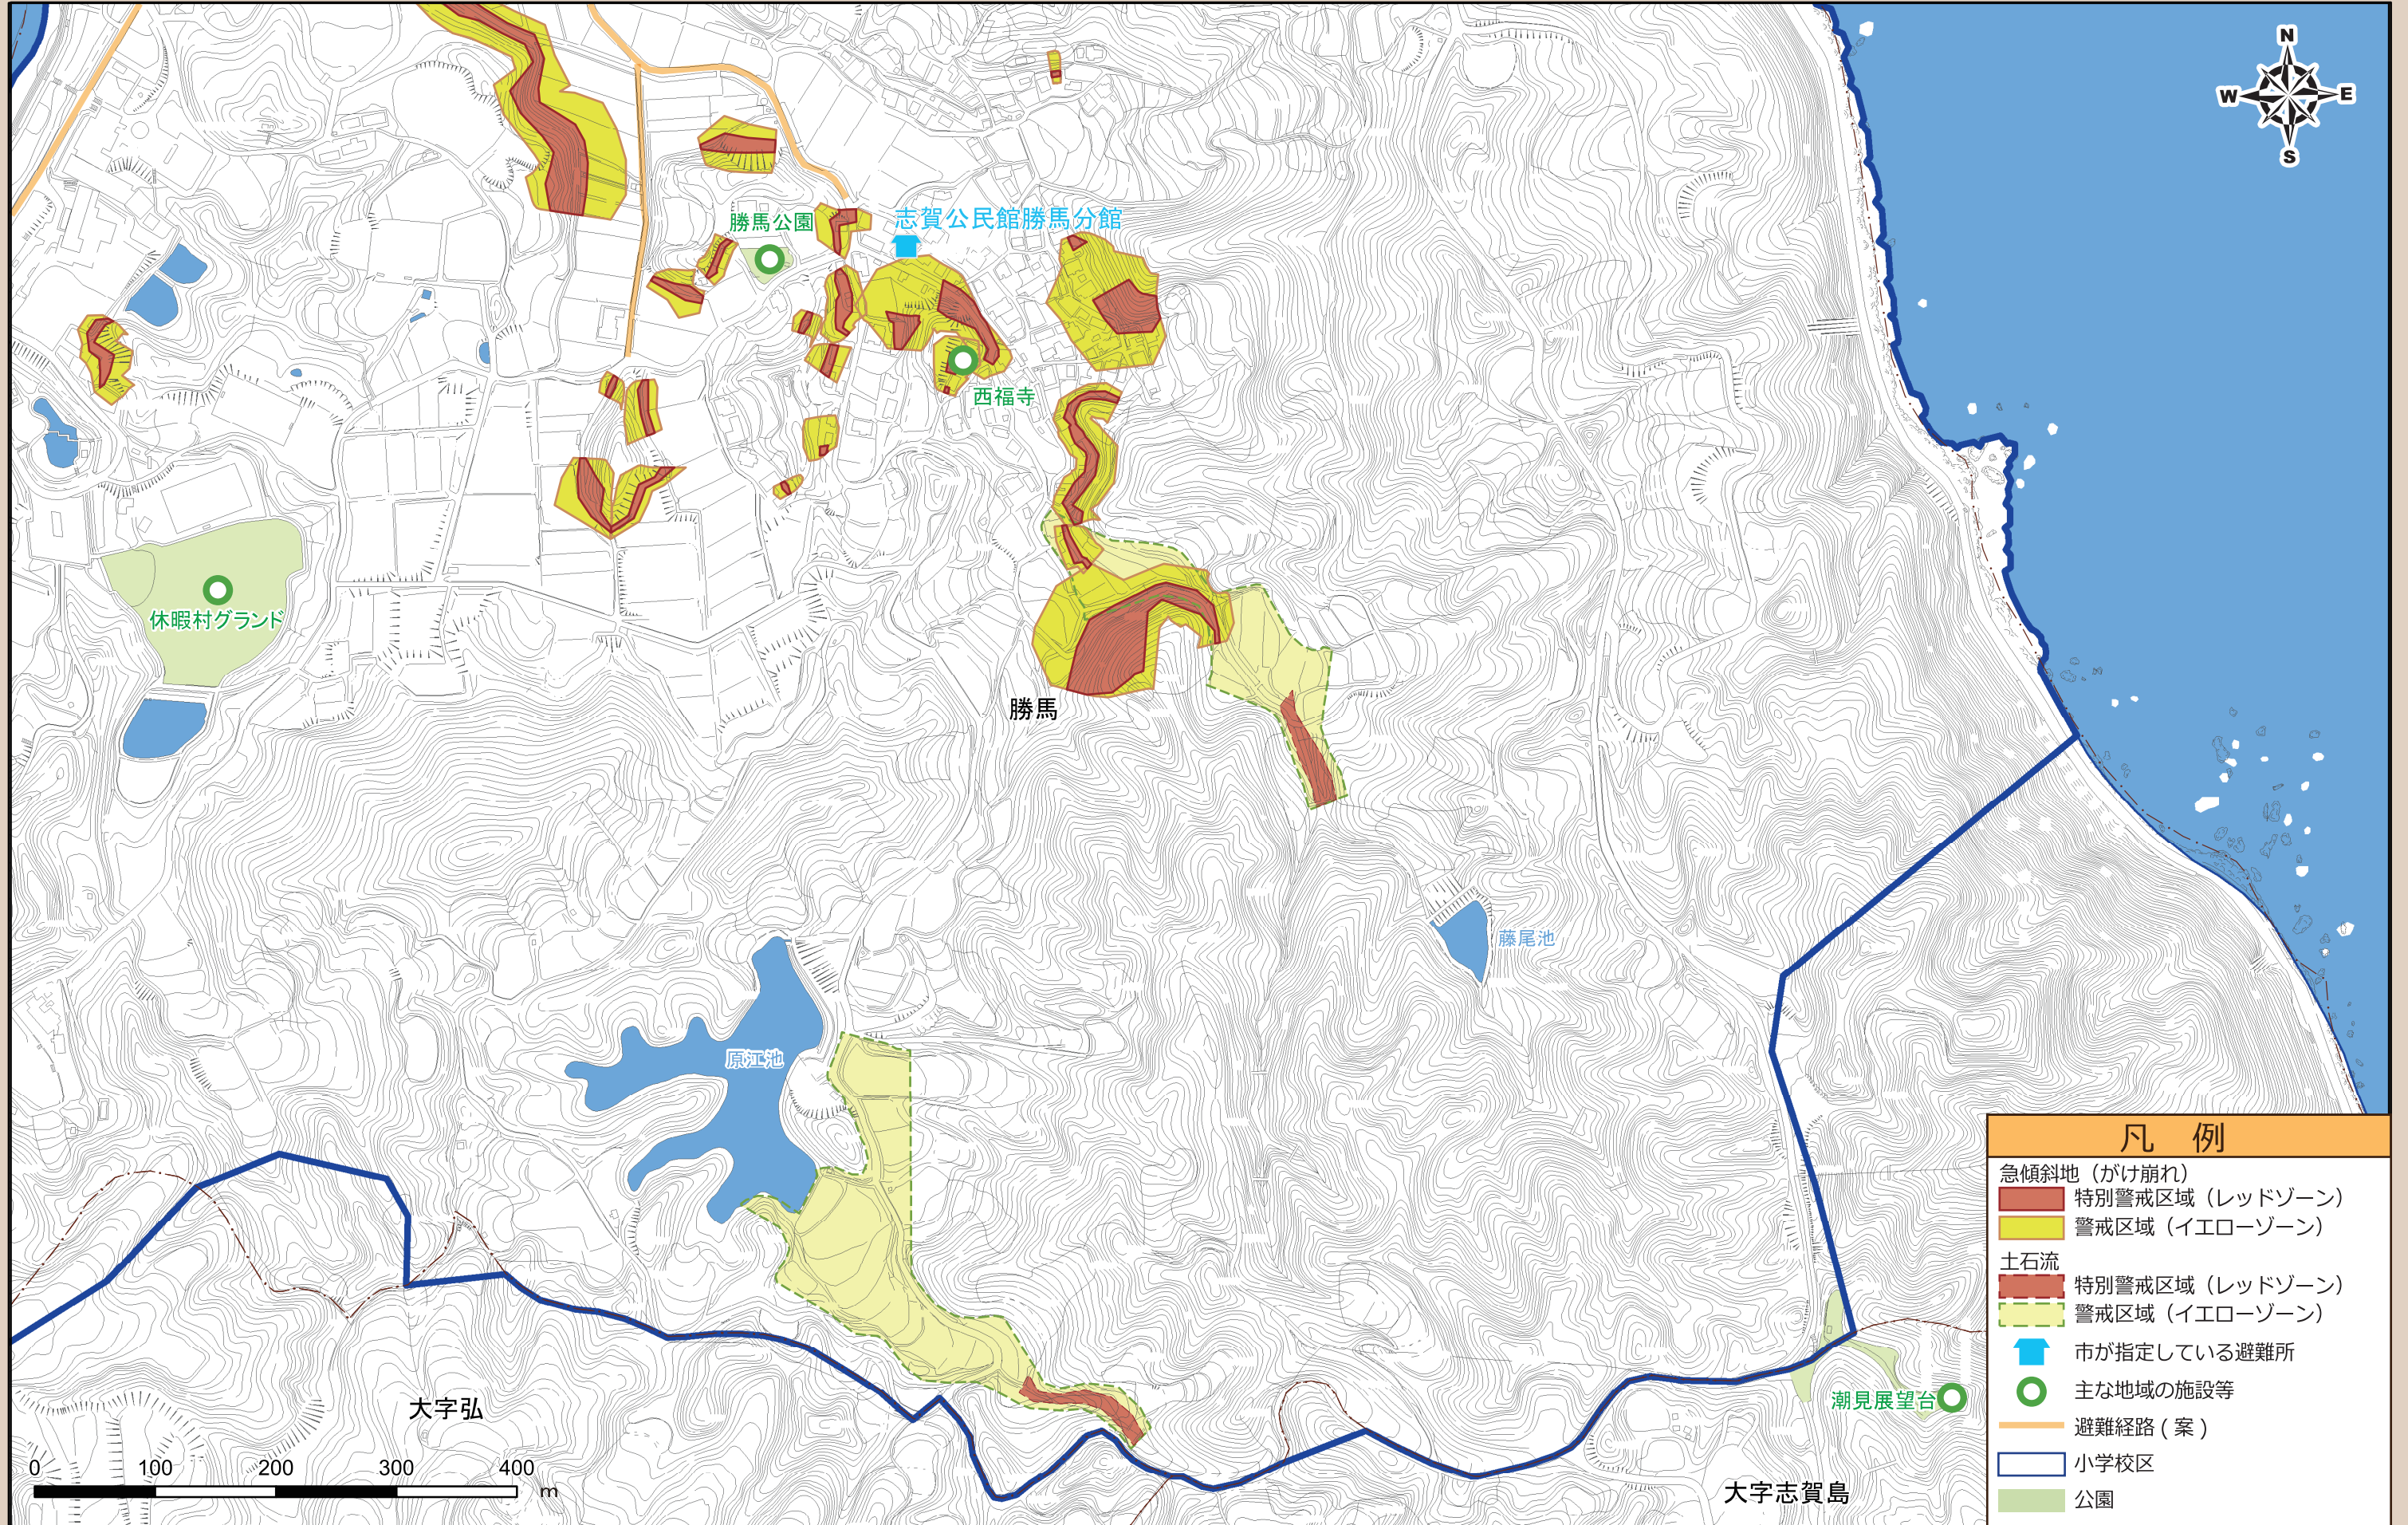 N
W
E
S
志賀公民館勝馬分館
勝馬公園
西福寺
休暇村グランド
勝馬
藤尾池
原江池
潮見展望台
大字弘
大字志賀島
0 100 200 300 400 m
凡 例
急傾斜地（がけ崩れ）
特別警戒区域（レッドゾーン）
警戒区域（イエローゾーン）
土石流
特別警戒区域（レッドゾーン）
警戒区域（イエローゾーン）
市が指定している避難所
主な地域の施設等
避難経路(案)
小学校区
公園